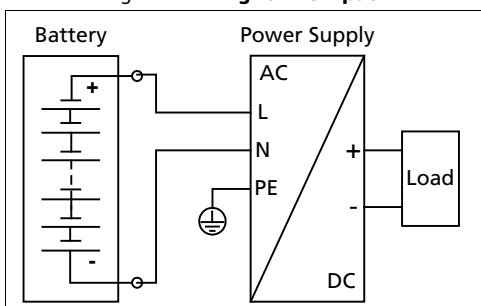 Battery
Power Supply
+
AC
L
N
PE
+
-
Load
-
DC